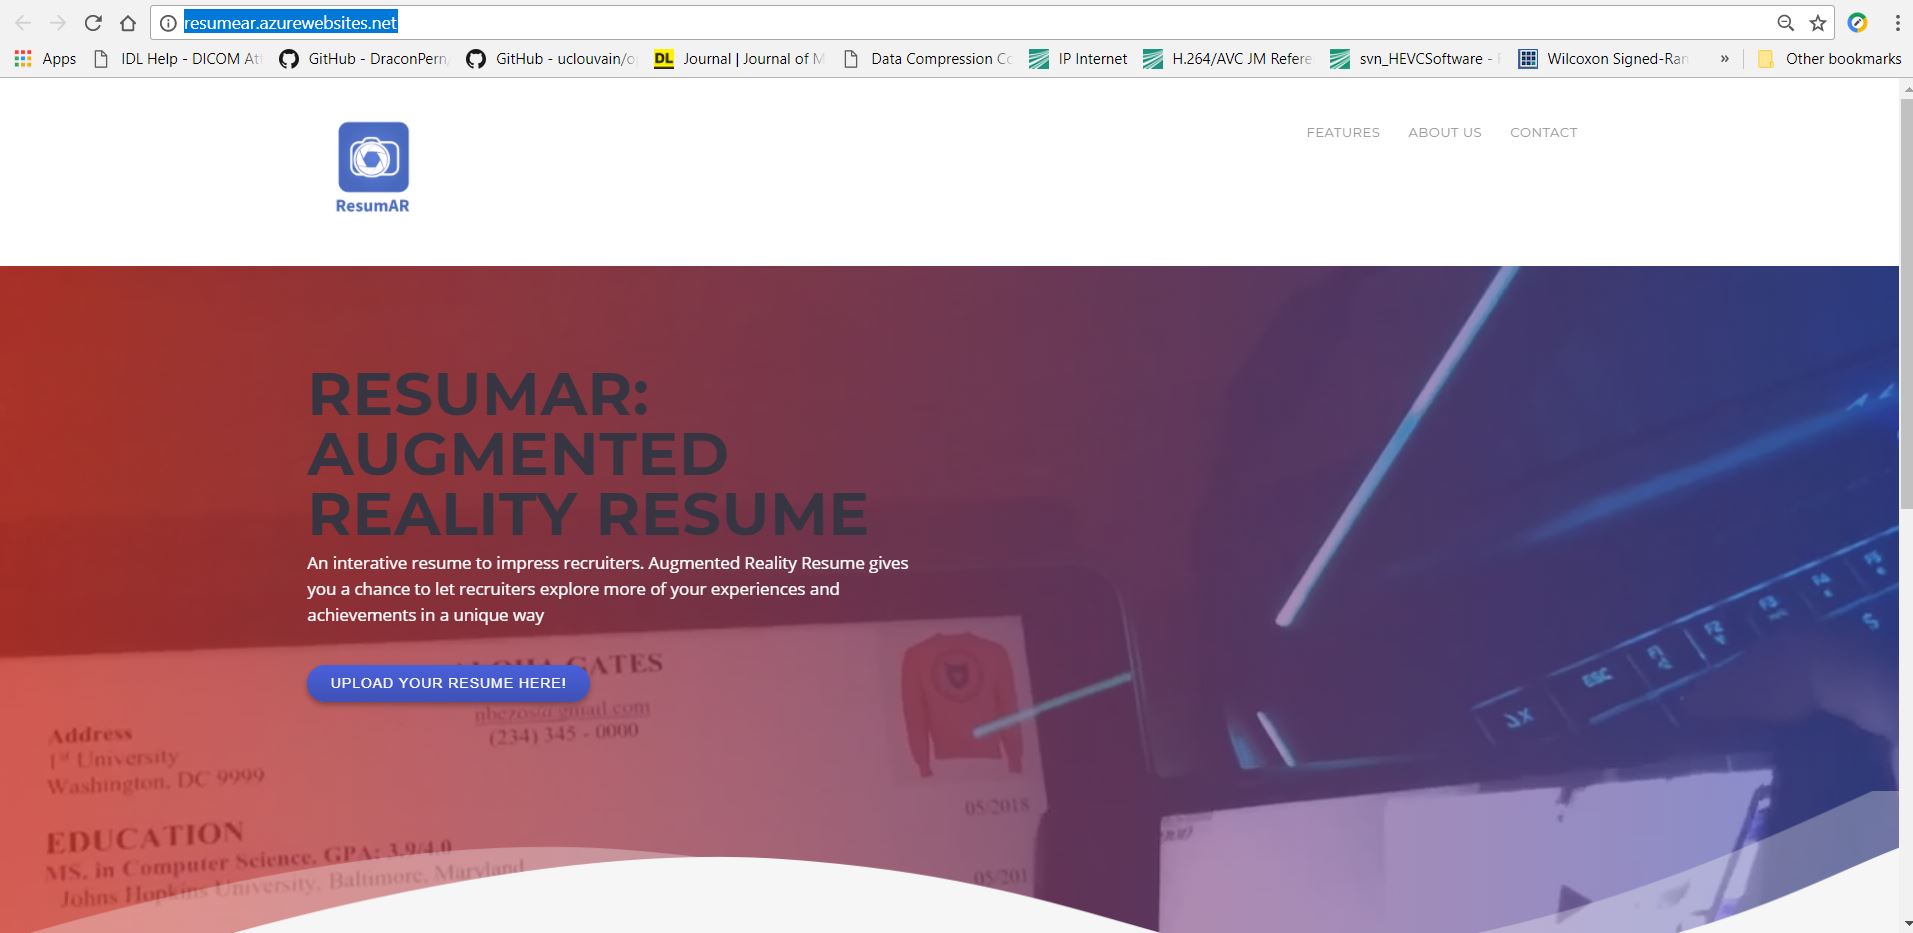 resumear.azurewebsites.net
Apps IDL Help - DICOM At GitHub - DraconPern GitHub - uclouvain/o DL Journal | Journal of M Data Compression Co IP Internet H.264/AVC JM Refere svn_HEVCSoftware - Wilcoxon Signed-Ran » Other bookmarks
FEATURES ABOUT US CONTACT
ResumAR
RESUMAR:
AUGMENTED
REALITY RESUME
An interative resume to impress recruiters. Augmented Reality Resume gives
you a chance to let recruiters explore more of your experiences and
achievements in a unique way
GATES
UPLOAD YOUR RESUME HERE!
nbezos@gmail.com
(234) 345 - 0000
Address
1st University
Washington, DC 9999
05/2018
EDUCATION
MS. in Computer Science. GPA: 3.9/4.0
Johns Hopkins University, Baltimore, Maryland
05/201
ESC
F1
F2
F3
F4
F5
$